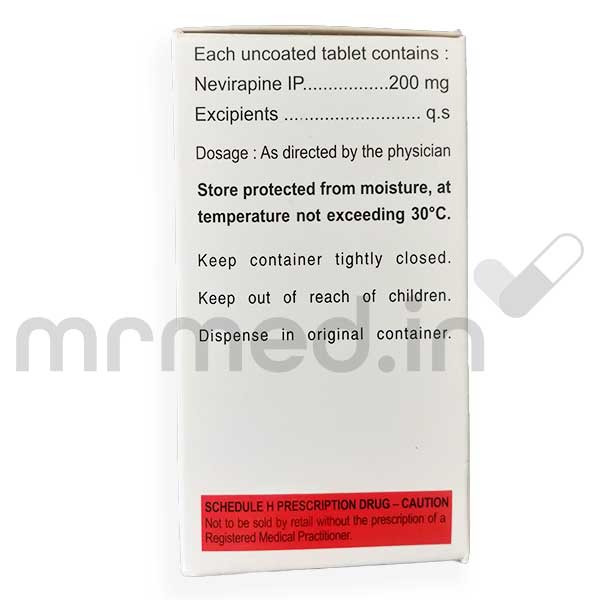 Each uncoated tablet contains :
Nevirapine IP.................200 mg
Excipients ........................... q.s
Dosage : As directed by the physician
Store protected from moisture, at
temperature not exceeding 30°C.
Keep container tightly closed.
Keep out of reach of children.
mrmed.in
Dispense in original container.
SCHEDULE H PRESCRIPTION DRUG – CAUTION
Not to be sold by retail without the prescription of a
Registered Medical Practitioner.